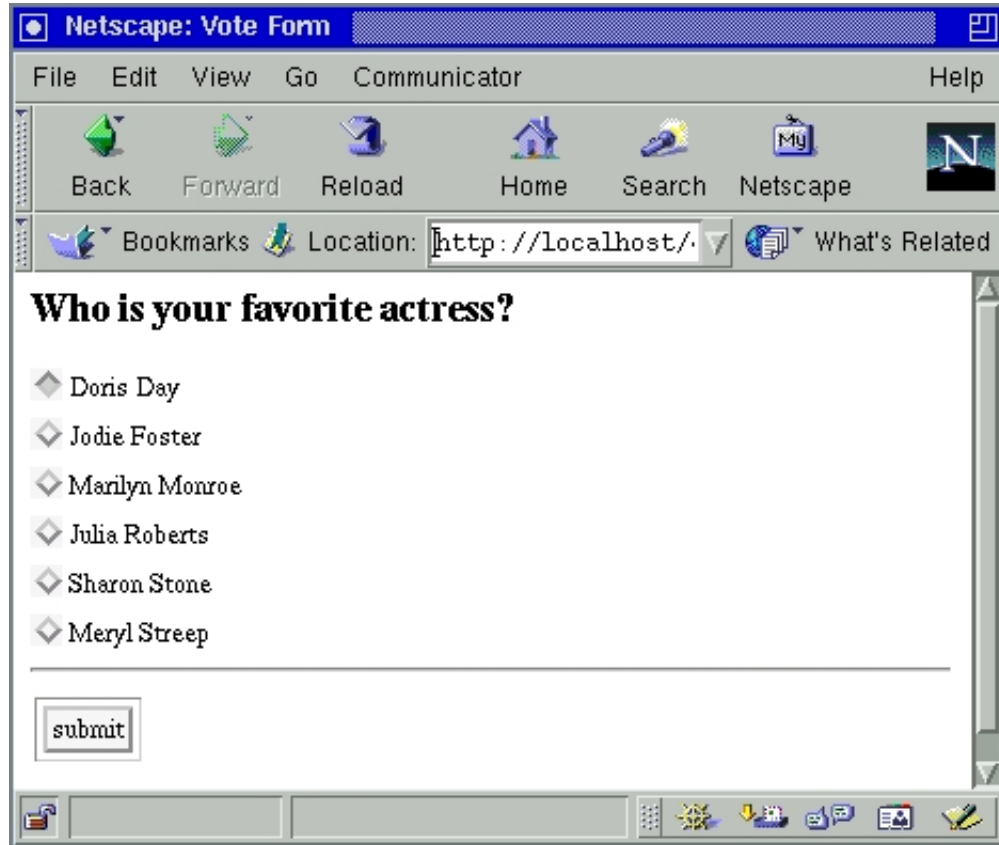 Netscape: Vote Form
File Edit View Go Communicator Help
My N
Back Forward Reload Home Search Netscape
Bookmarks Location: http://localhost/ What's Related
Who is your favorite actress?
Doris Day
Jodie Foster
Marilyn Monroe
Julia Roberts
Sharon Stone
Meryl Streep
submit